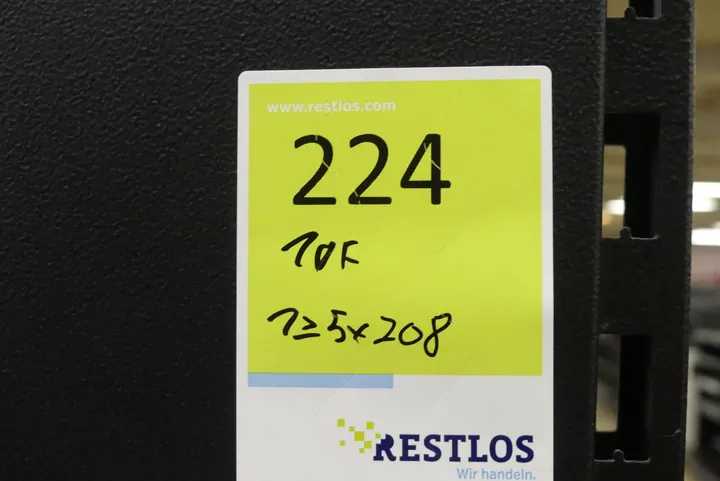 www.restlos.com
224
10F
125x208
RESTLOS
Wir handeln.